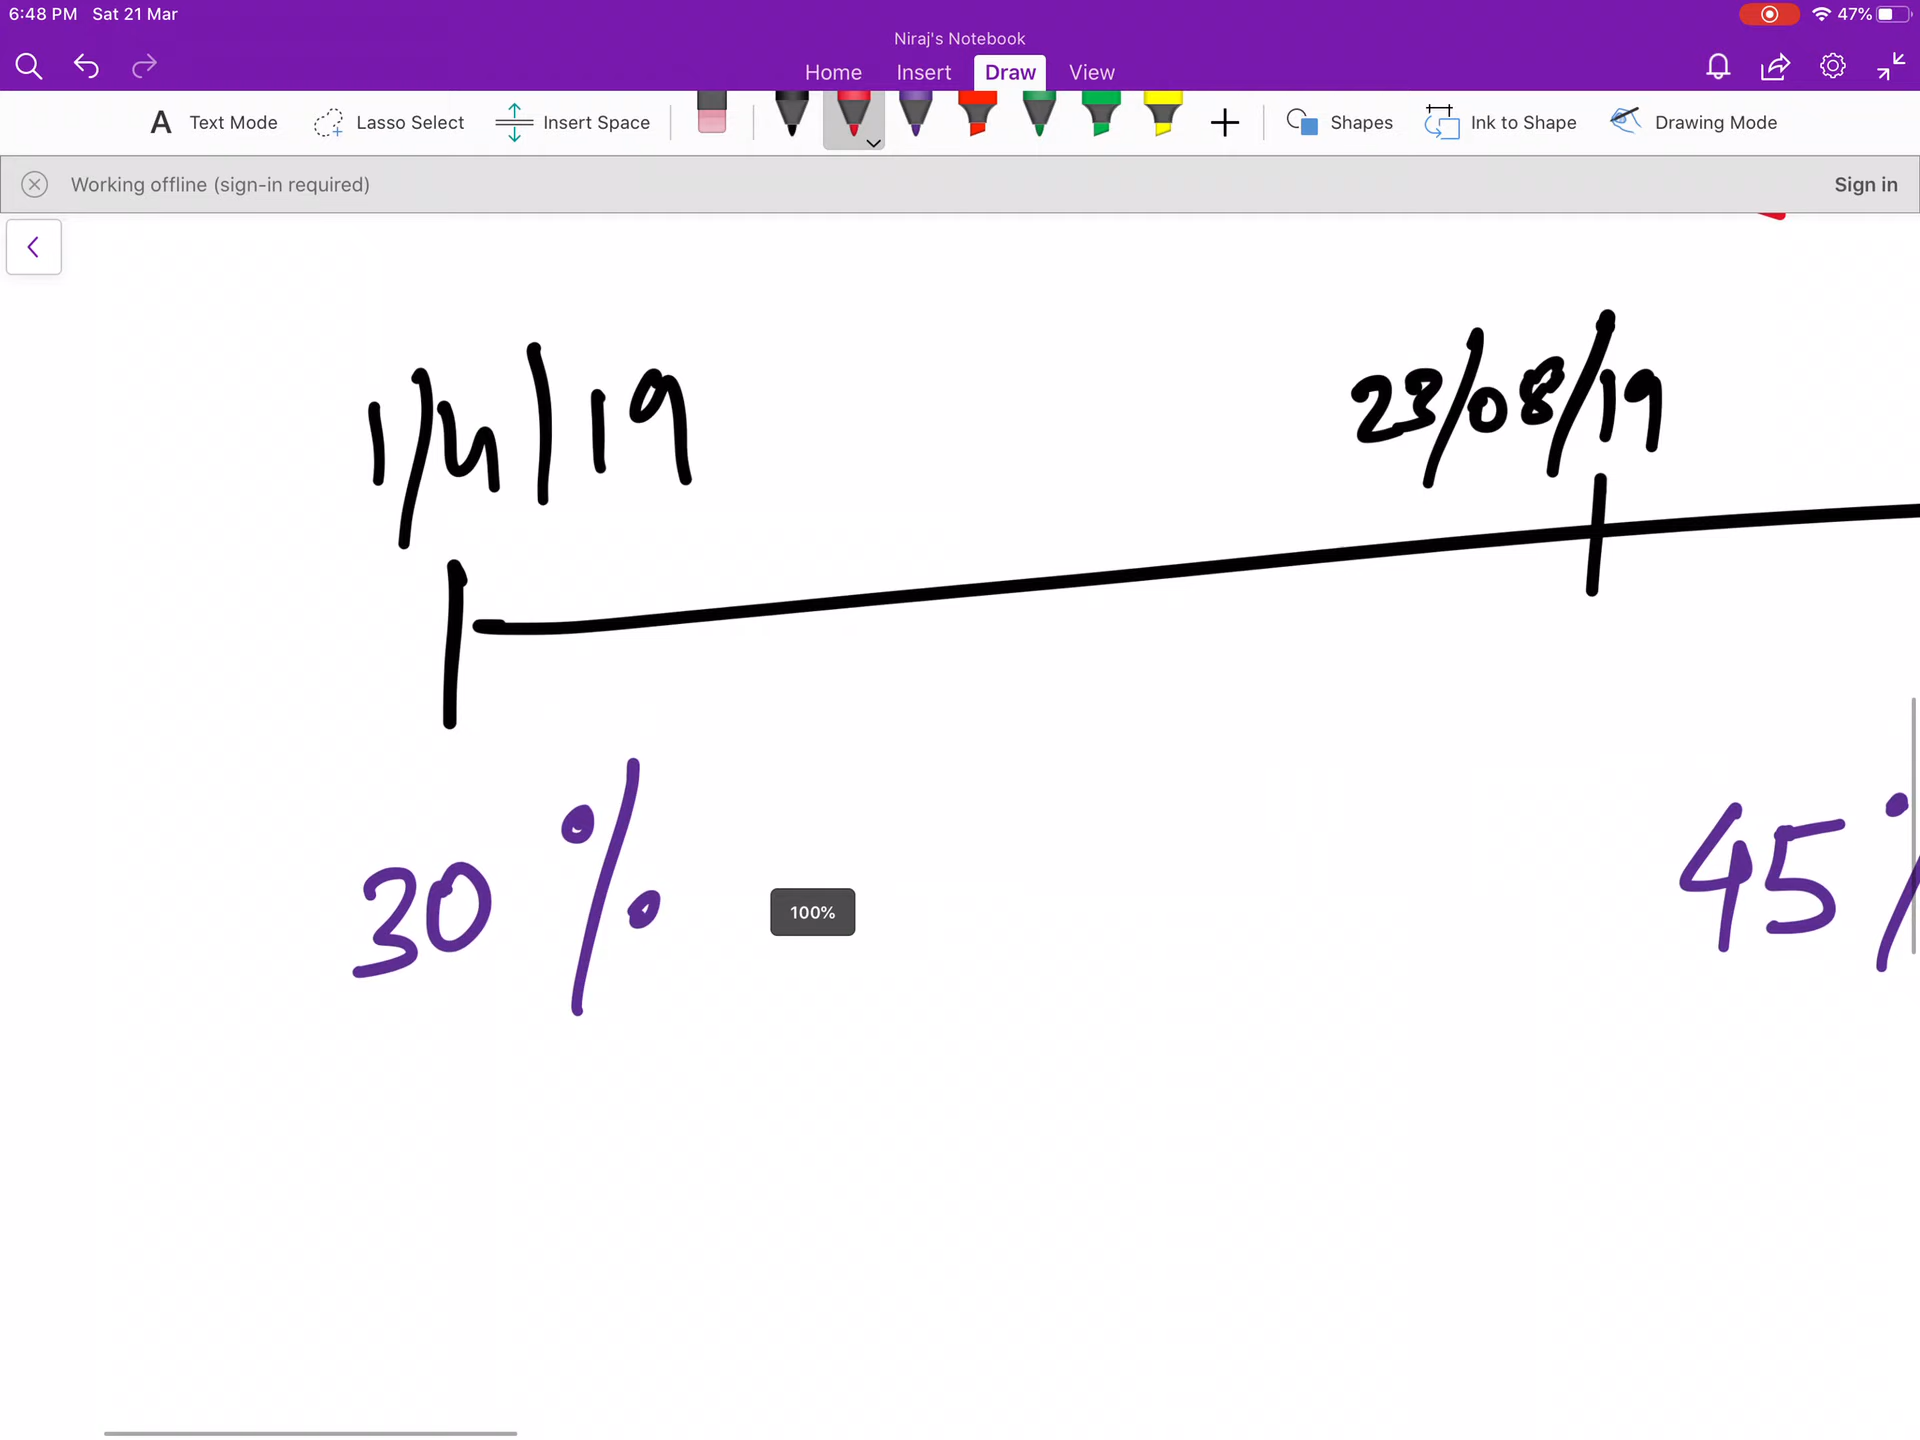 6:48 PM Sat 21 Mar
47%
Niraj's Notebook
Home Insert Draw View
A Text Mode Lasso Select Insert Space Shapes Ink to Shape Drawing Mode
Working offline (sign-in required) Sign in
1/4/19 23/08/19
30 % 45 %
100%